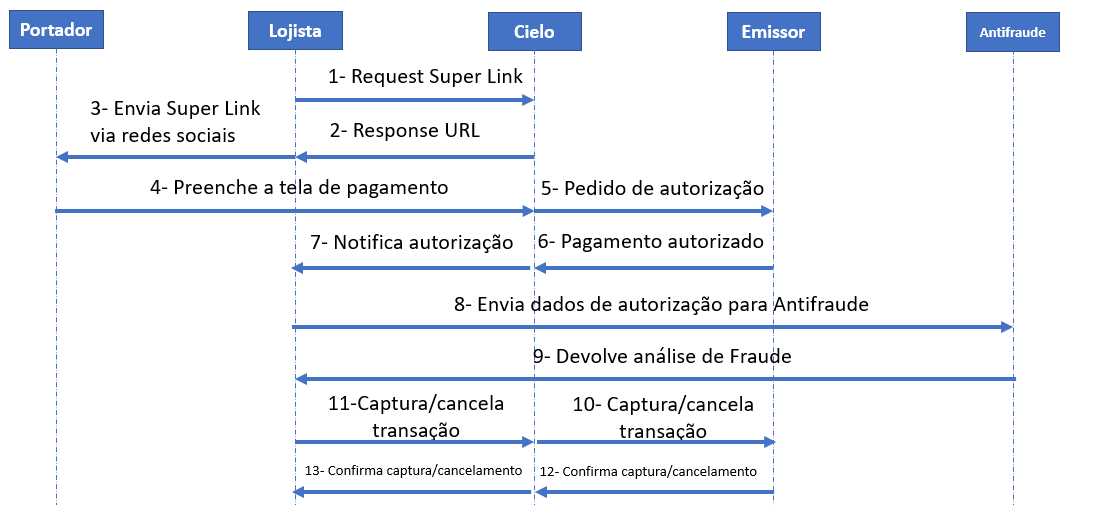 Portador
Lojista
Cielo
Emissor
Antifraude
1- Request Super Link
3- Envia Super Link
via redes sociais
2- Response URL
4- Preenche a tela de pagamento
5- Pedido de autorização
7- Notifica autorização
6- Pagamento autorizado
8- Envia dados de autorização para Antifraude
9- Devolve análise de Fraude
11-Captura/cancela
transação
10- Captura/cancela
transação
13- Confirma captura/cancelamento
12- Confirma captura/cancelamento